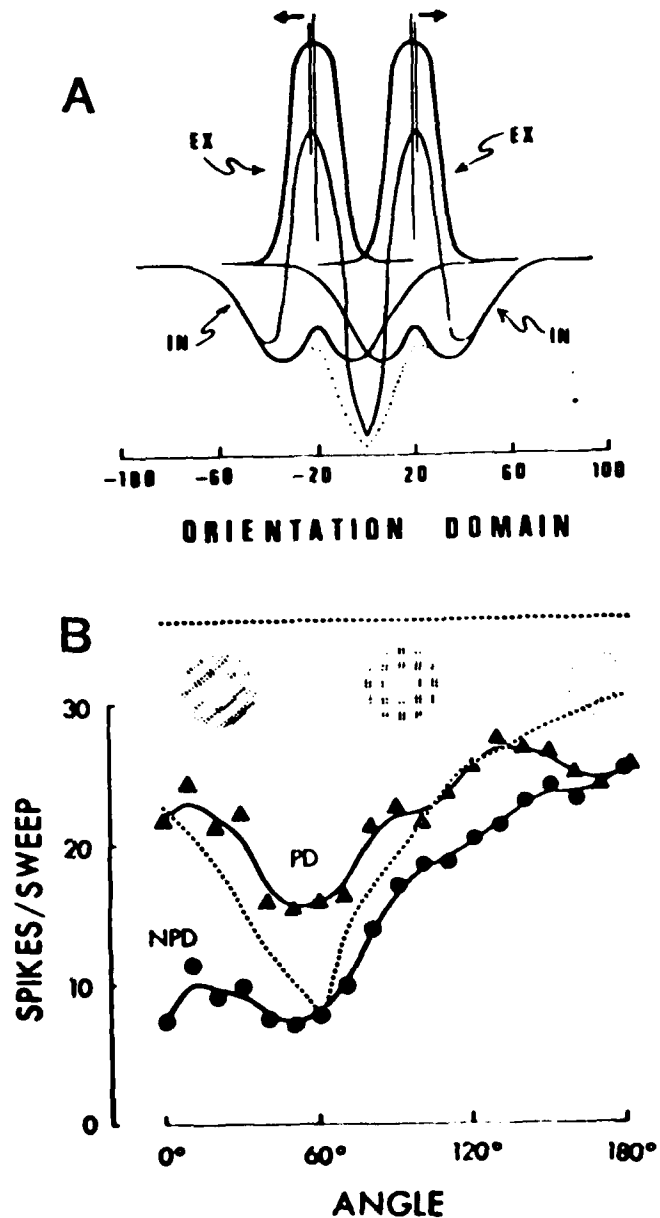 A
EX
EX
IN
IN
-100 -60 -20 20 60 100
ORIENTATION DOMAIN
B
30
20
10
0
SPIKES/SWEEP
PD
NPD
0° 60° 120° 180°
ANGLE